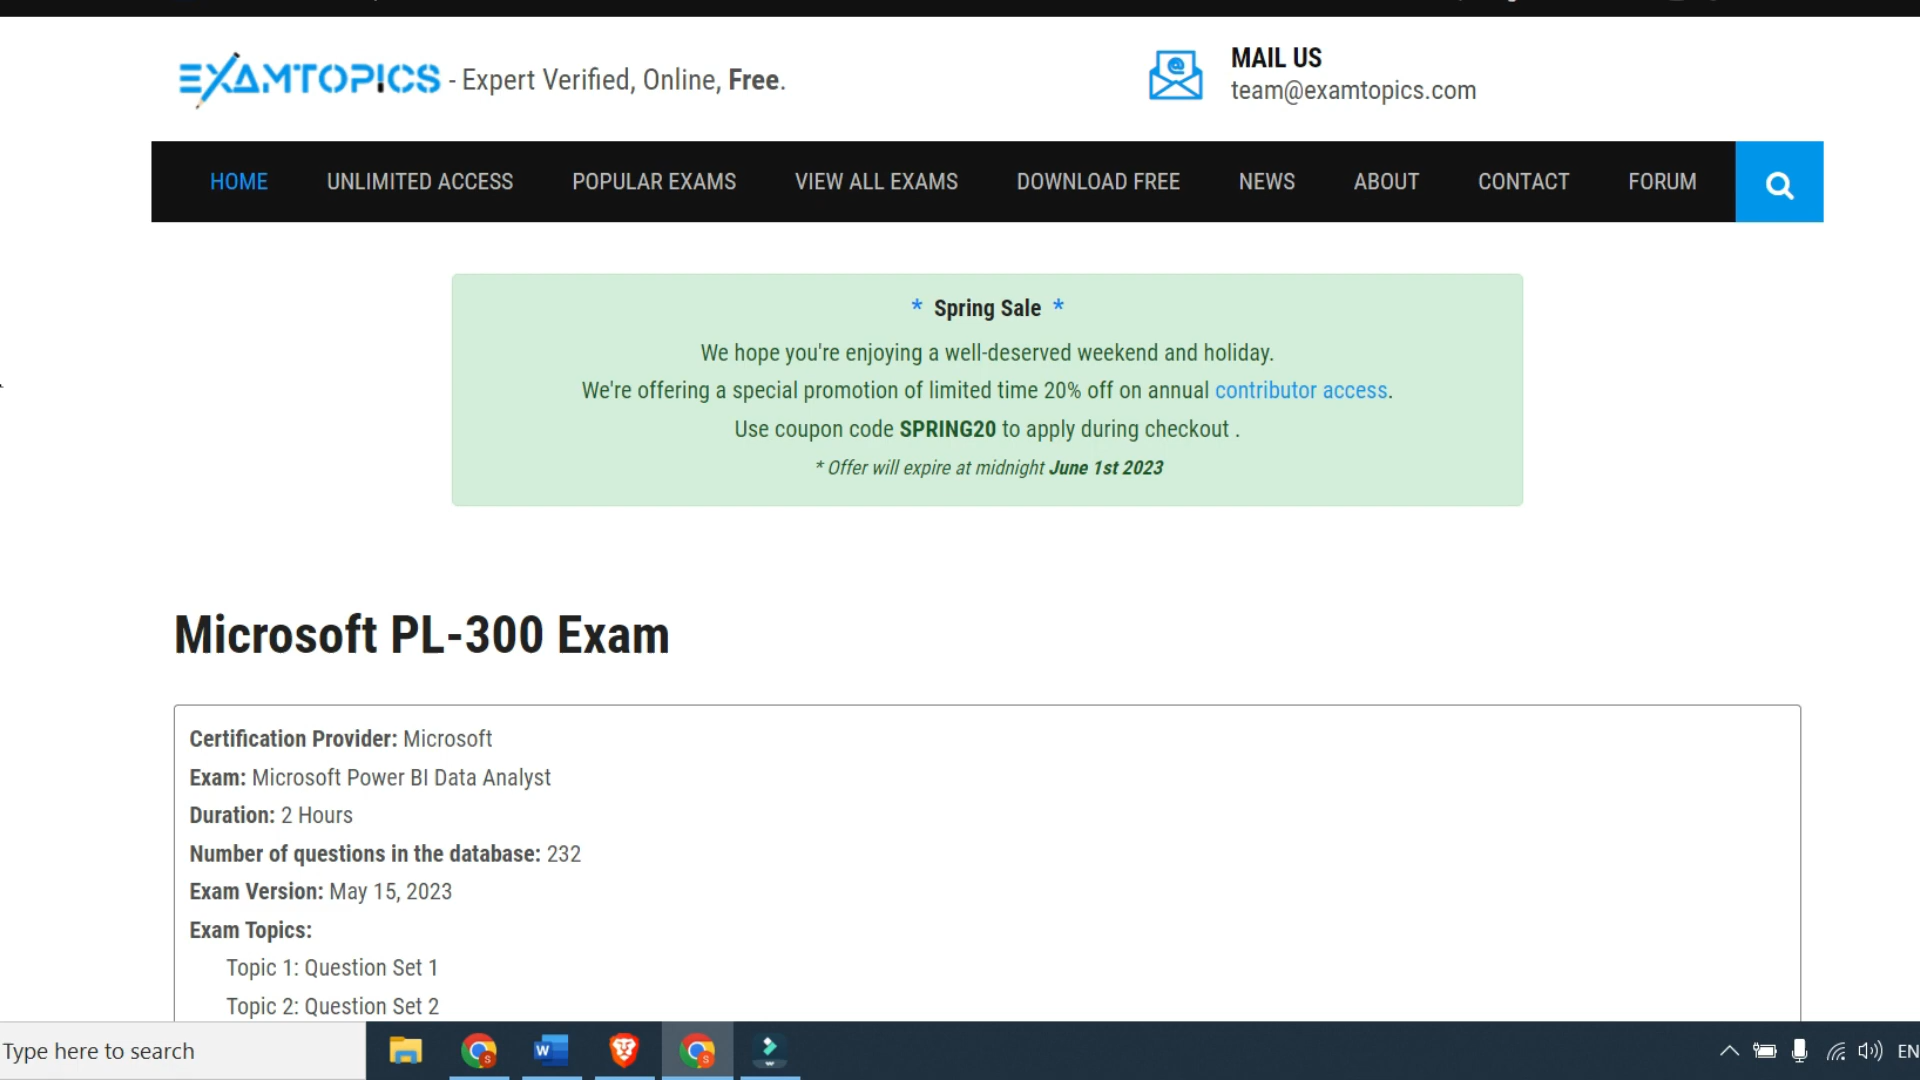 EXAMTOPICS - Expert Verified, Online, Free.
MAIL US
team@examtopics.com
HOME UNLIMITED ACCESS POPULAR EXAMS VIEW ALL EXAMS DOWNLOAD FREE NEWS ABOUT CONTACT FORUM
* Spring Sale *
We hope you're enjoying a well-deserved weekend and holiday.
We're offering a special promotion of limited time 20% off on annual contributor access.
Use coupon code SPRING20 to apply during checkout .
* Offer will expire at midnight June 1st 2023
Microsoft PL-300 Exam
Certification Provider: Microsoft
Exam: Microsoft Power BI Data Analyst
Duration: 2 Hours
Number of questions in the database: 232
Exam Version: May 15, 2023
Exam Topics:
Topic 1: Question Set 1
Topic 2: Question Set 2
Type here to search
EN